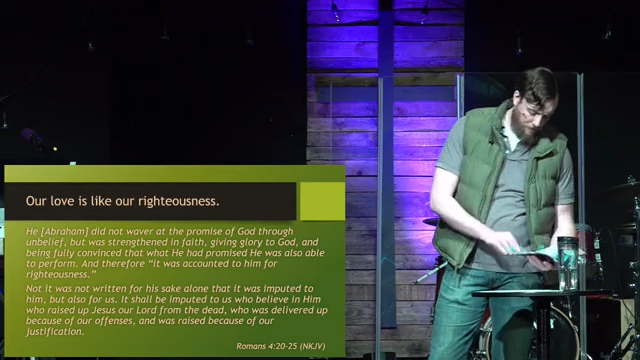 Our love is like our righteousness.
He [Abraham] did not waver at the promise of God through
unbelief, but was strengthened in faith, giving glory to God, and
being fully convinced that what He had promised He was also able
to perform. And therefore “it was accounted to him for
righteousness.”
Not it was not written for his sake alone that it was imputed to
him, but also for us. It shall be imputed to us who believe in Him
who raised up Jesus our Lord from the dead, who was delivered up
because of our offenses, and was raised because of our
justification.
Romans 4:20-25 (NKJV)